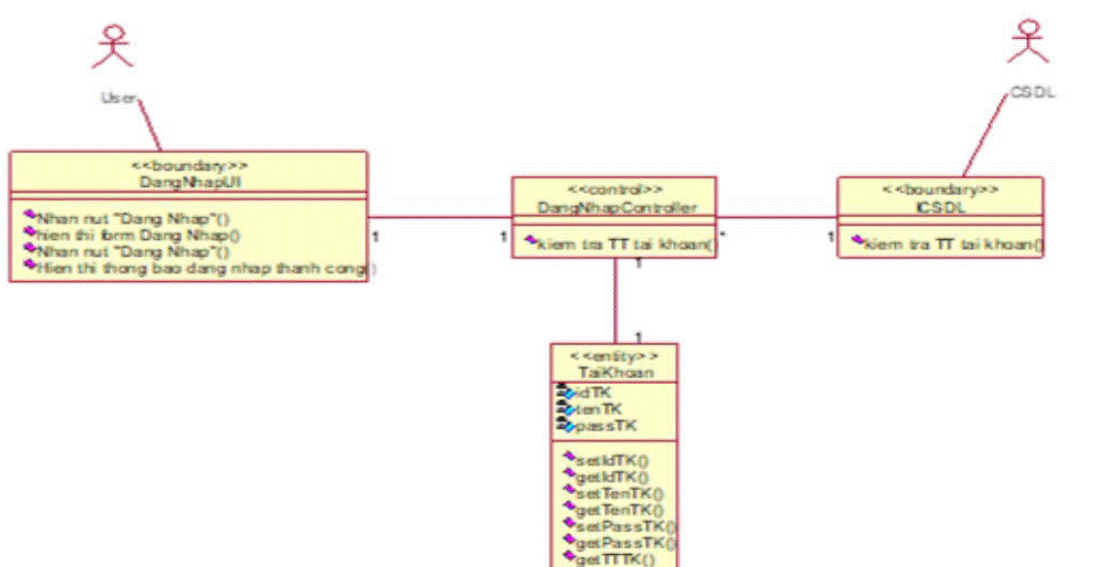 User
CSDL
<<boundary>>
DangNhapUI
Nhan nut "Dang Nhap"()
hien thi form Dang Nhap()
Nhan nut "Dang Nhap"()
Hien thi thong bao dang nhap thanh cong()
1
1
<<control>>
DangNhapController
kiem tra TT tai khoan()
*
1
<<boundary>>
ICSDL
kiem tra TT tai khoan()
1
1
<<entity>>
TaiKhoan
idTK
tenTK
passTK
setIdTK()
getIdTK()
setTenTK()
getTenTK()
setPassTK()
getPassTK()
getTTTK()